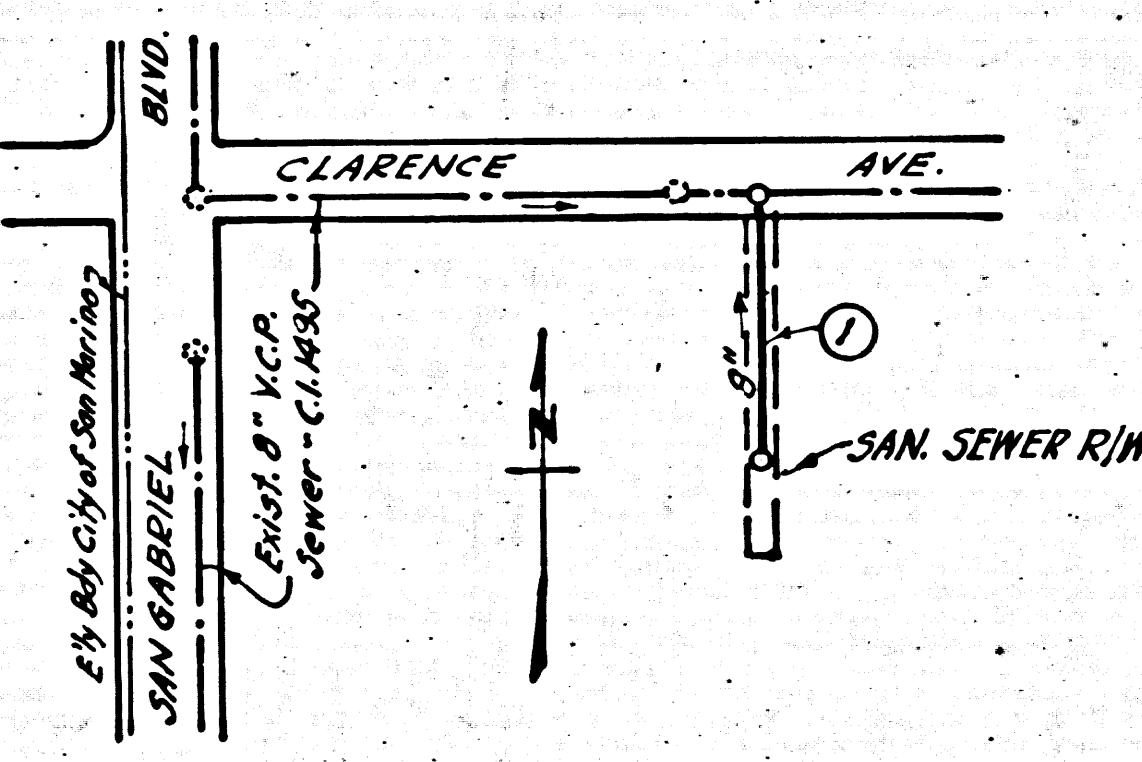 BLVD.
CLARENCE AVE.
E'ly Bdy City of San Marino
SAN GABRIEL
Exist. 8" V.C.P.
Sewer - C.I. 1495
N
8"
1
SAN. SEWER R/W